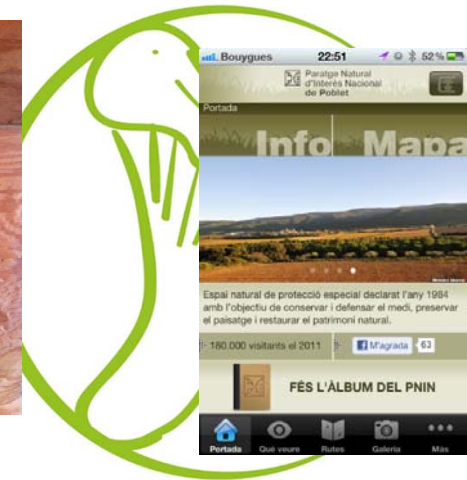 Bouygues 22:51 52%
Paratge Natural
d'Interès Nacional
de Poblet
Portada
Info Mapa
Espai natural de protecció especial declarat l'any 1984
amb l'objectiu de conservar i defensar el medi, preservar
el paisatge i restaurar el patrimoni natural.
180.000 visitants el 2011 M'agrada 63
FÉS L'ÀLBUM DEL PNIN
Portada Què veure Rutes Galeria Més